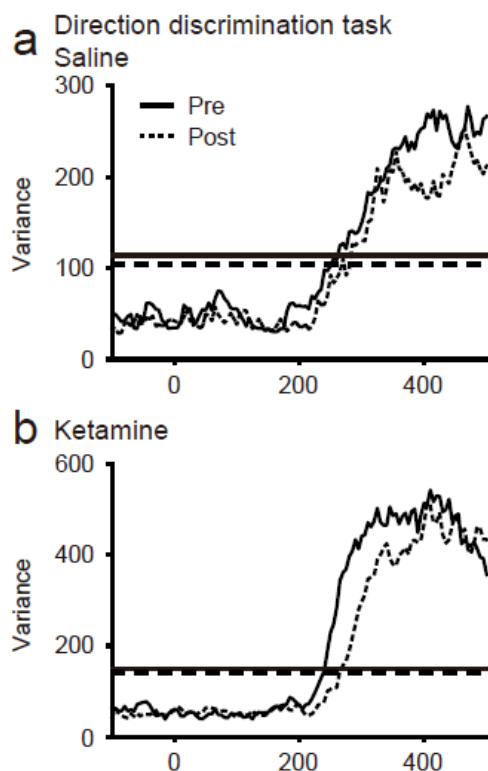 a Direction discrimination task
Saline
300
Pre
Post
200
Variance
100
0
0 200 400
b Ketamine
600
400
Variance
200
0
0 200 400